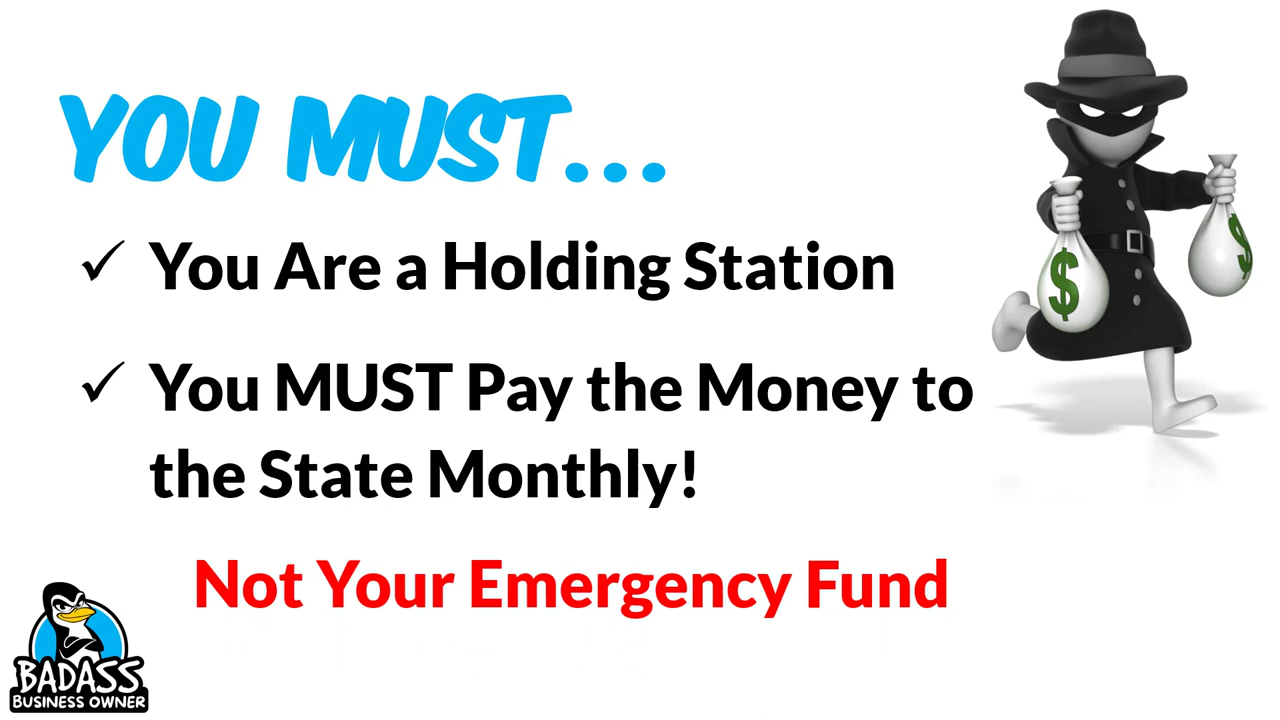 YOU MUST...
✓ You Are a Holding Station
✓ You MUST Pay the Money to
the State Monthly!
Not Your Emergency Fund
$
$
BADASS
BUSINESS OWNER